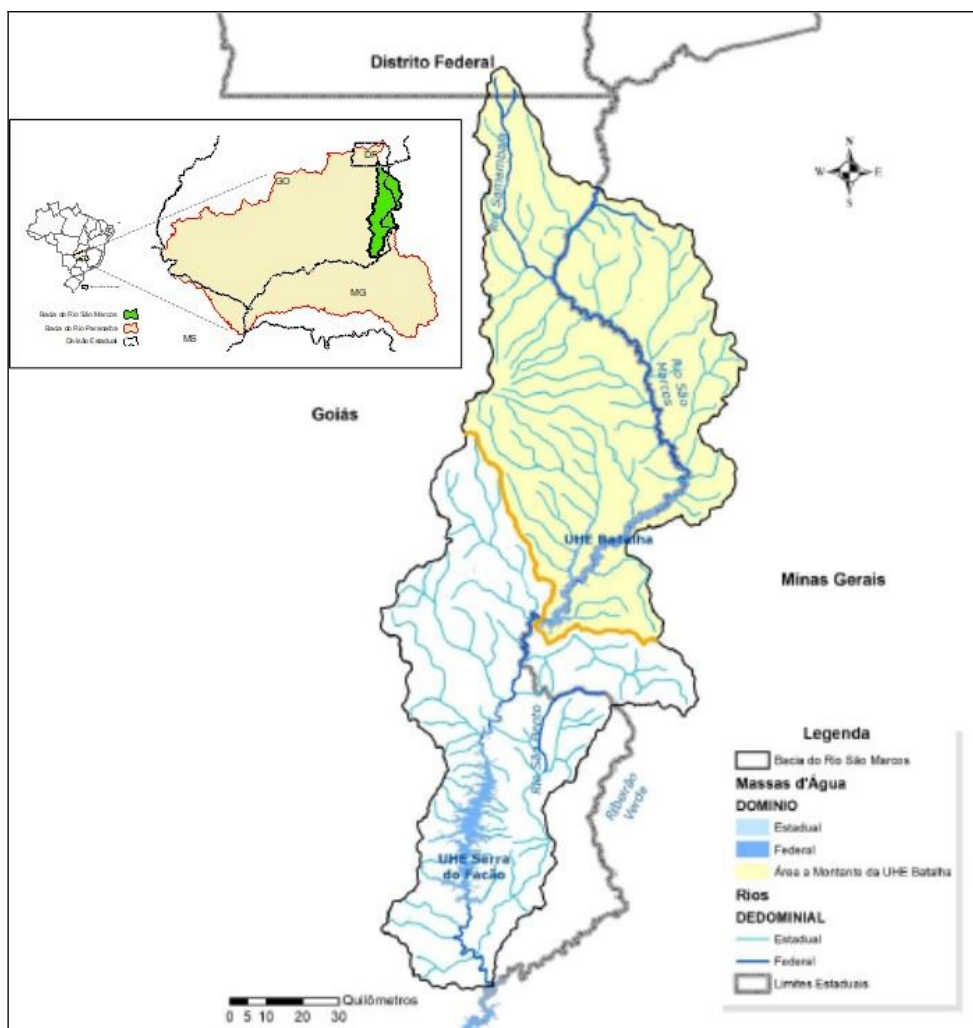 Distrito Federal
N
W E
S
DF
GO
MG
MS
Bacia do Rio São Marcos
Bacia do Rio Paranaíba
Divisão Estadual
Rio Samambaia
Rio São
Marcos
Goiás
UHE Batalha
Minas Gerais
Rio São Bento
Ribeirão
Verde
UHE Serra
do Facão
Legenda
Bacia do Rio São Marcos
Massas d'Água
DOMINIO
Estadual
Federal
Área a Montante da UHE Batalha
Rios
DEDOMINIAL
Estadual
Federal
Limites Estaduais
Quilômetros
0 5 10 20 30